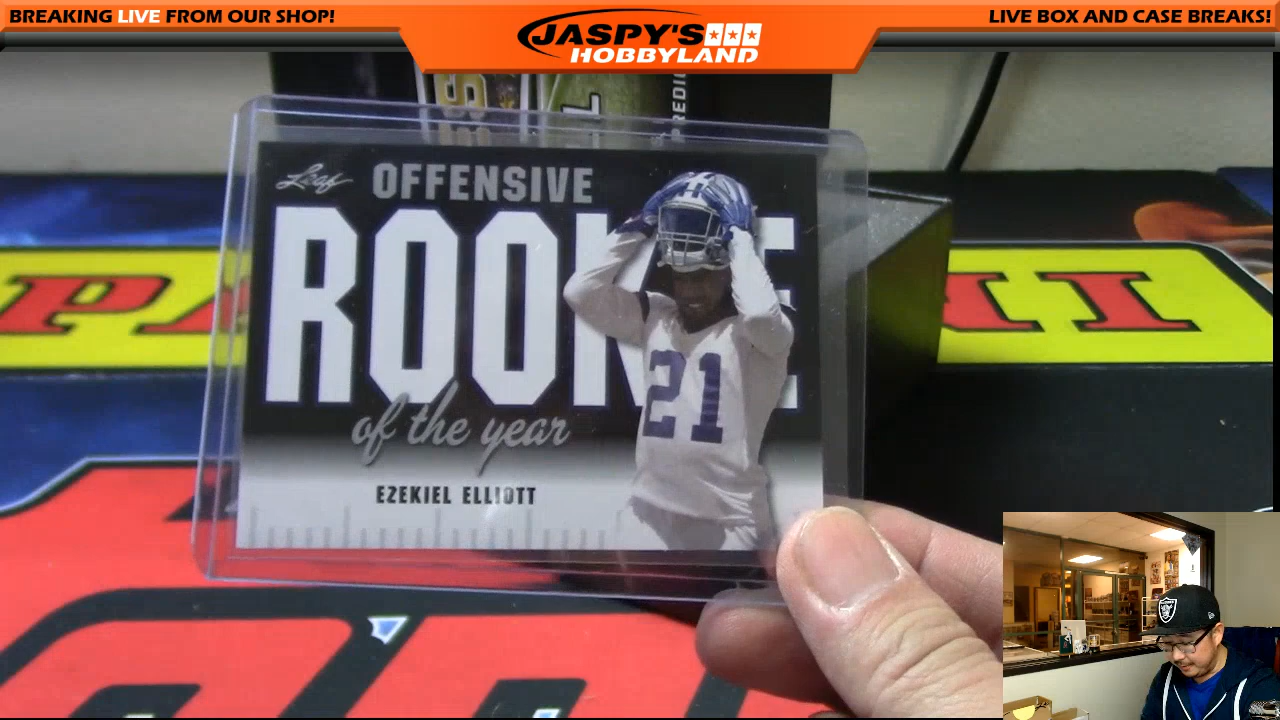 BREAKING LIVE FROM OUR SHOP!
JASPY'S
HOBBYLAND
LIVE BOX AND CASE BREAKS!
Leaf OFFENSIVE
ROOKIE
of the year
EZEKIEL ELLIOTT
21